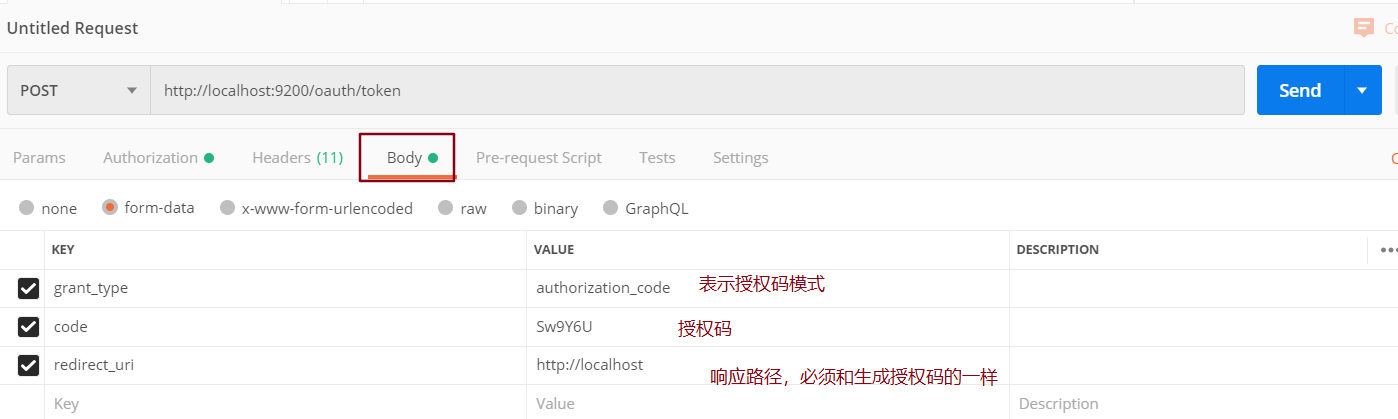 Untitled Request
POST http://localhost:9200/oauth/token Send
Params Authorization Headers (11) Body Pre-request Script Tests Settings
none form-data x-www-form-urlencoded raw binary GraphQL
KEY VALUE DESCRIPTION
grant_type authorization_code 表示授权码模式
code Sw9Y6U 授权码
redirect_uri http://localhost 响应路径，必须和生成授权码的一样
Key Value Description